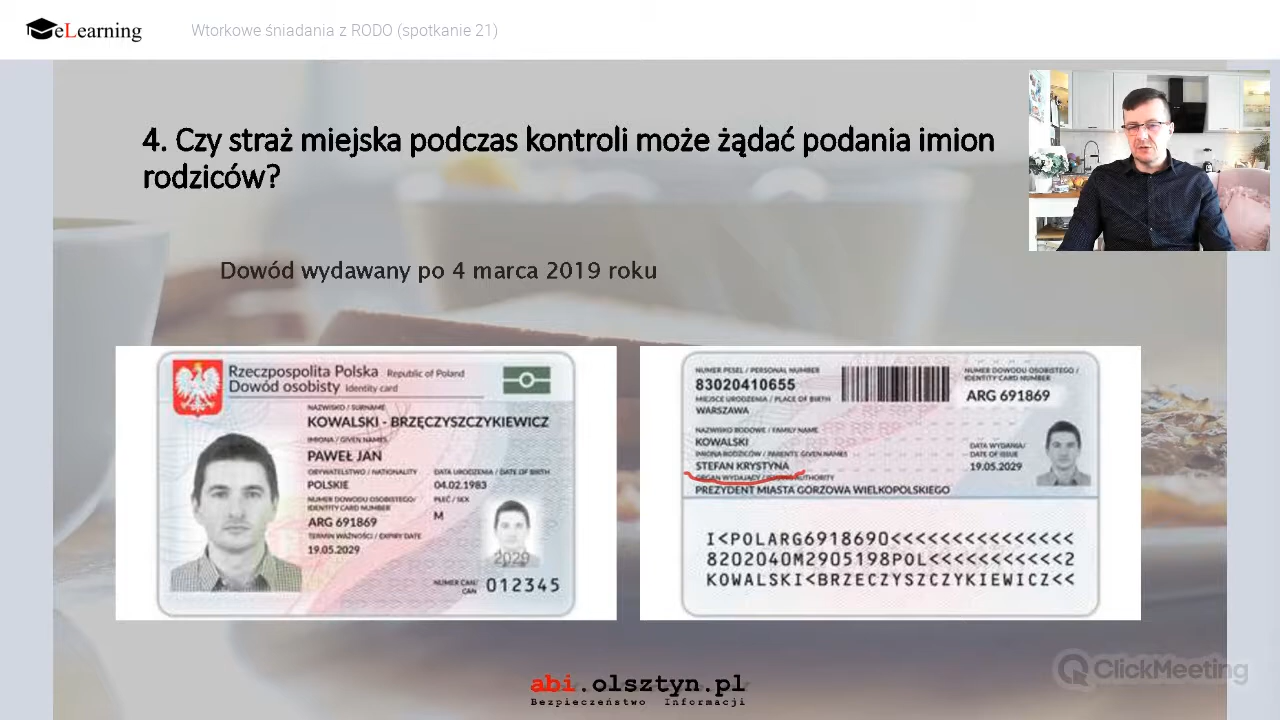 eLearning
Wtorkowe śniadania z RODO (spotkanie 21)
4. Czy straż miejska podczas kontroli może żądać podania imion
rodziców?
Dowód wydawany po 4 marca 2019 roku
Rzeczpospolita Polska Republic of Poland
Dowód osobisty Identity card
NAZWISKO / SURNAME
KOWALSKI - BRZĘCZYSZCZYKIEWICZ
IMIONA / GIVEN NAMES
PAWEŁ JAN
OBYWATELSTWO / NATIONALITY
POLSKIE
DATA URODZENIA / DATE OF BIRTH
04.02.1983
NUMER DOWODU OSOBISTEGO/
IDENTITY CARD NUMBER
ARG 691869
PŁEĆ / SEX
M
TERMIN WAŻNOŚCI / EXPIRY DATE
19.05.2029
2029
NUMER CAN/
CAN
012345
NUMER PESEL / PERSONAL NUMBER
83020410655
MIEJSCE URODZENIA / PLACE OF BIRTH
WARSZAWA
NUMER DOWODU OSOBISTEGO /
IDENTITY CARD NUMBER
ARG 691869
NAZWISKO RODOWE / FAMILY NAME
KOWALSKI
IMIONA RODZICÓW / PARENTS' GIVEN NAMES
STEFAN KRYSTYNA
ORGAN WYDAJĄCY / ISSUING AUTHORITY
PREZYDENT MIASTA GORZOWA WIELKOPOLSKIEGO
DATA WYDANIA/
DATE OF ISSUE
19.05.2029
I<POLARG6918690<<<<<<<<<<<<<<<
8202040M2905198POL<<<<<<<<<<<2
KOWALSKI<BRZECZYSZCZYKIEWICZ<<
abi.olsztyn.pl
Bezpieczeństwo Informacji
ClickMeeting